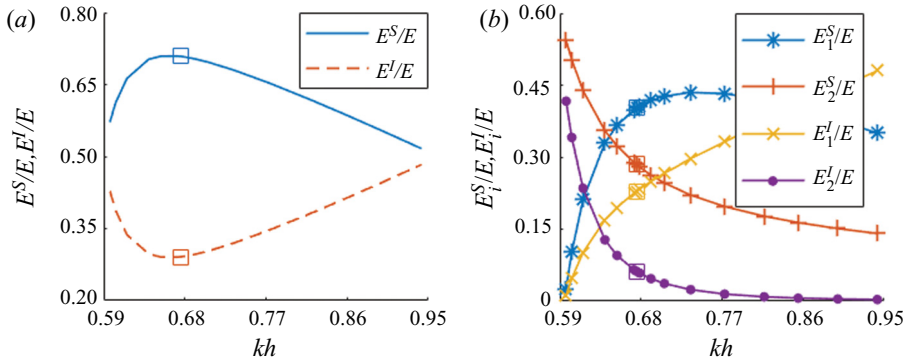 (a)
0.80
0.65
0.50
0.35
0.20
E^S/E, E^I/E
E^S/E
E^I/E
0.59 0.68 0.77 0.86 0.95
kh
(b)
0.60
0.45
0.30
0.15
0
E_i^S/E, E_i^I/E
E_1^S/E
E_2^S/E
E_1^I/E
E_2^I/E
0.59 0.68 0.77 0.86 0.95
kh